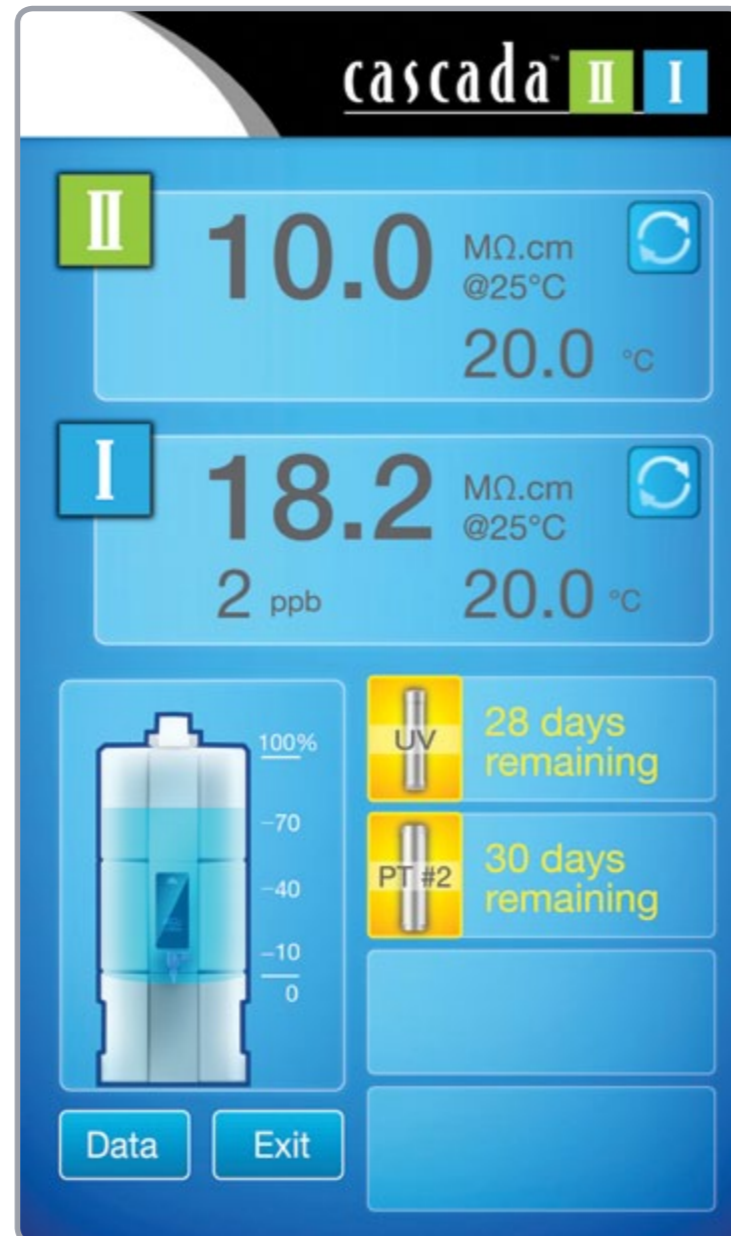 cascada™ II I
II
10.0 MΩ.cm
@25°C
20.0 °C
I
18.2 MΩ.cm
@25°C
2 ppb 20.0 °C
100%
–70
–40
–10
0
UV
28 days
remaining
PT #2
30 days
remaining
Data
Exit